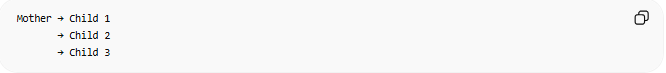 Mother → Child 1
→ Child 2
→ Child 3